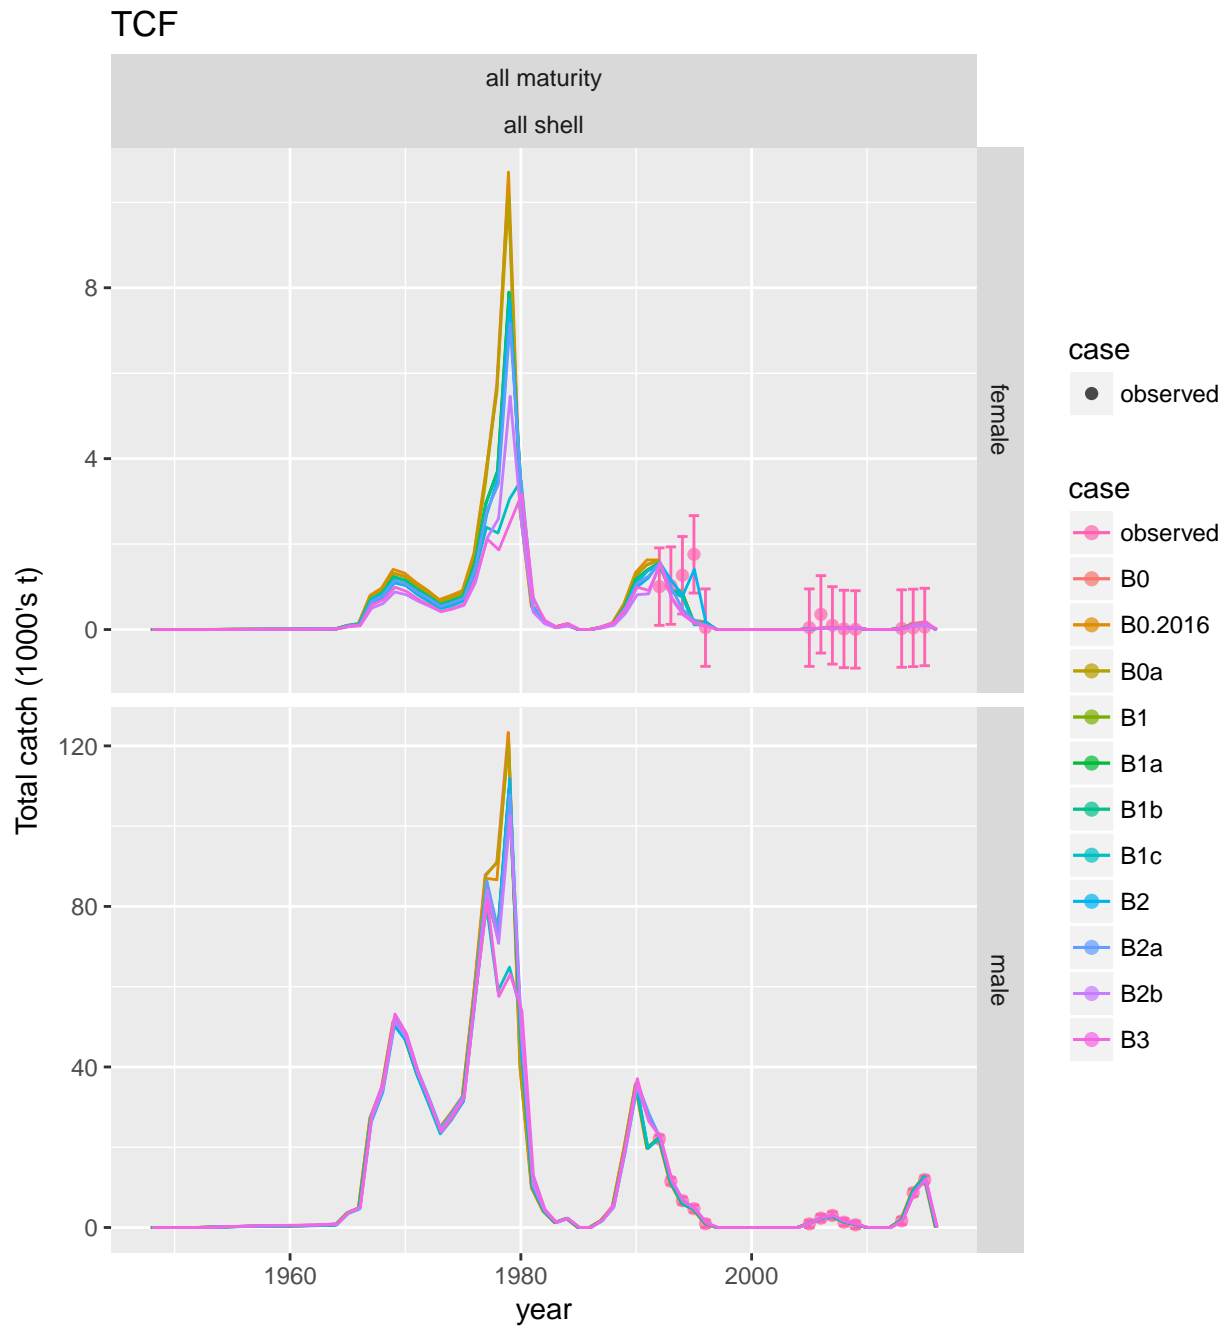 TCF
all maturity
all shell
8
4
0
female
120
80
40
0
male
Total catch (1000's t)
1960
1980
2000
year
case
observed
case
observed
B0
B0.2016
B0a
B1
B1a
B1b
B1c
B2
B2a
B2b
B3